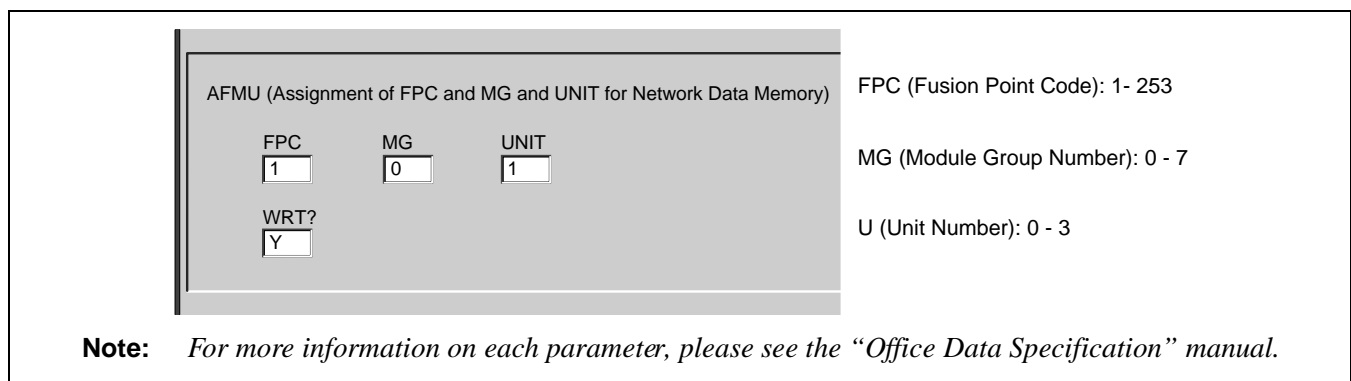 AFMU (Assignment of FPC and MG and UNIT for Network Data Memory)
FPC MG UNIT
1 0 1
WRT?
Y
FPC (Fusion Point Code): 1- 253
MG (Module Group Number): 0 - 7
U (Unit Number): 0 - 3
Note: For more information on each parameter, please see the “Office Data Specification” manual.